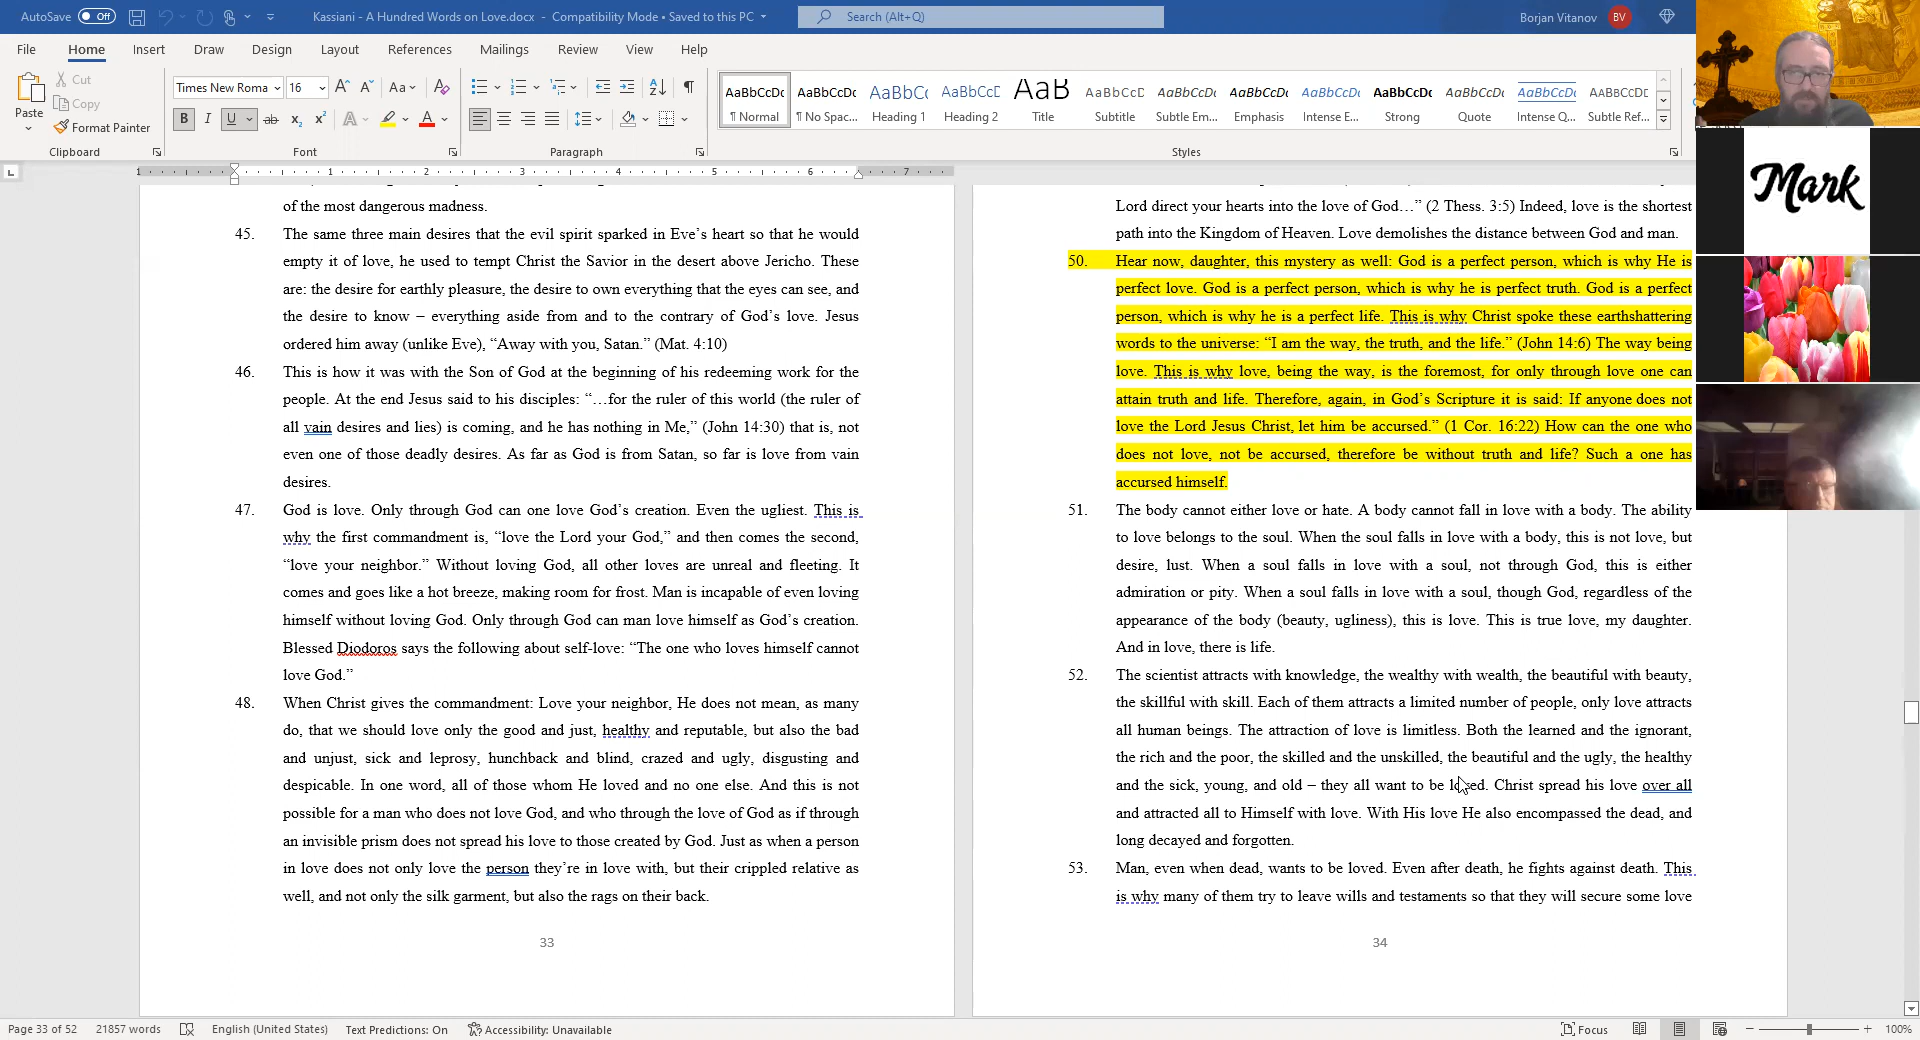 AutoSave Off
Kassiani - A Hundred Words on Love.docx - Compatibility Mode • Saved to this PC
Search (Alt+Q)
Borjan Vitanov BV
File Home Insert Draw Design Layout References Mailings Review View Help
Paste
Cut
Copy
Format Painter
Clipboard
Times New Roma 16
Font
Paragraph
AaBbCcDc ¶ Normal
AaBbCcDc ¶ No Spac...
AaBbC( Heading 1
AaBbCcD Heading 2
AaB Title
AaBbCcD Subtitle
AaBbCcDc Subtle Em...
AaBbCcDc Emphasis
AaBbCcDc Intense E...
AaBbCcDc Strong
AaBbCcDc Quote
AaBbCcDc Intense Q...
AaBbCcDc Subtle Ref...
Styles
1 1 2 3 4 5 6 7
of the most dangerous madness.
45. The same three main desires that the evil spirit sparked in Eve’s heart so that he would
empty it of love, he used to tempt Christ the Savior in the desert above Jericho. These
are: the desire for earthly pleasure, the desire to own everything that the eyes can see, and
the desire to know – everything aside from and to the contrary of God’s love. Jesus
ordered him away (unlike Eve), “Away with you, Satan.” (Mat. 4:10)
46. This is how it was with the Son of God at the beginning of his redeeming work for the
people. At the end Jesus said to his disciples: “…for the ruler of this world (the ruler of
all vain desires and lies) is coming, and he has nothing in Me,” (John 14:30) that is, not
even one of those deadly desires. As far as God is from Satan, so far is love from vain
desires.
47. God is love. Only through God can one love God’s creation. Even the ugliest. This is
why the first commandment is, “love the Lord your God,” and then comes the second,
“love your neighbor.” Without loving God, all other loves are unreal and fleeting. It
comes and goes like a hot breeze, making room for frost. Man is incapable of even loving
himself without loving God. Only through God can man love himself as God’s creation.
Blessed Diodoros says the following about self-love: “The one who loves himself cannot
love God.”
48. When Christ gives the commandment: Love your neighbor, He does not mean, as many
do, that we should love only the good and just, healthy and reputable, but also the bad
and unjust, sick and leprosy, hunchback and blind, crazed and ugly, disgusting and
despicable. In one word, all of those whom He loved and no one else. And this is not
possible for a man who does not love God, and who through the love of God as if through
an invisible prism does not spread his love to those created by God. Just as when a person
in love does not only love the person they’re in love with, but their crippled relative as
well, and not only the silk garment, but also the rags on their back.
33
Lord direct your hearts into the love of God…” (2 Thess. 3:5) Indeed, love is the shortest
path into the Kingdom of Heaven. Love demolishes the distance between God and man.
50. Hear now, daughter, this mystery as well: God is a perfect person, which is why He is
perfect love. God is a perfect person, which is why he is perfect truth. God is a perfect
person, which is why he is a perfect life. This is why Christ spoke these earthshattering
words to the universe: “I am the way, the truth, and the life.” (John 14:6) The way being
love. This is why love, being the way, is the foremost, for only through love one can
attain truth and life. Therefore, again, in God’s Scripture it is said: If anyone does not
love the Lord Jesus Christ, let him be accursed.” (1 Cor. 16:22) How can the one who
does not love, not be accursed, therefore be without truth and life? Such a one has
accursed himself.
51. The body cannot either love or hate. A body cannot fall in love with a body. The ability
to love belongs to the soul. When the soul falls in love with a body, this is not love, but
desire, lust. When a soul falls in love with a soul, not through God, this is either
admiration or pity. When a soul falls in love with a soul, though God, regardless of the
appearance of the body (beauty, ugliness), this is love. This is true love, my daughter.
And in love, there is life.
52. The scientist attracts with knowledge, the wealthy with wealth, the beautiful with beauty,
the skillful with skill. Each of them attracts a limited number of people, only love attracts
all human beings. The attraction of love is limitless. Both the learned and the ignorant,
the rich and the poor, the skilled and the unskilled, the beautiful and the ugly, the healthy
and the sick, young, and old – they all want to be loved. Christ spread his love over all
and attracted all to Himself with love. With His love He also encompassed the dead, and
long decayed and forgotten.
53. Man, even when dead, wants to be loved. Even after death, he fights against death. This
is why many of them try to leave wills and testaments so that they will secure some love
34
Mark
Page 33 of 52 21857 words English (United States) Text Predictions: On Accessibility: Unavailable
Focus 100%